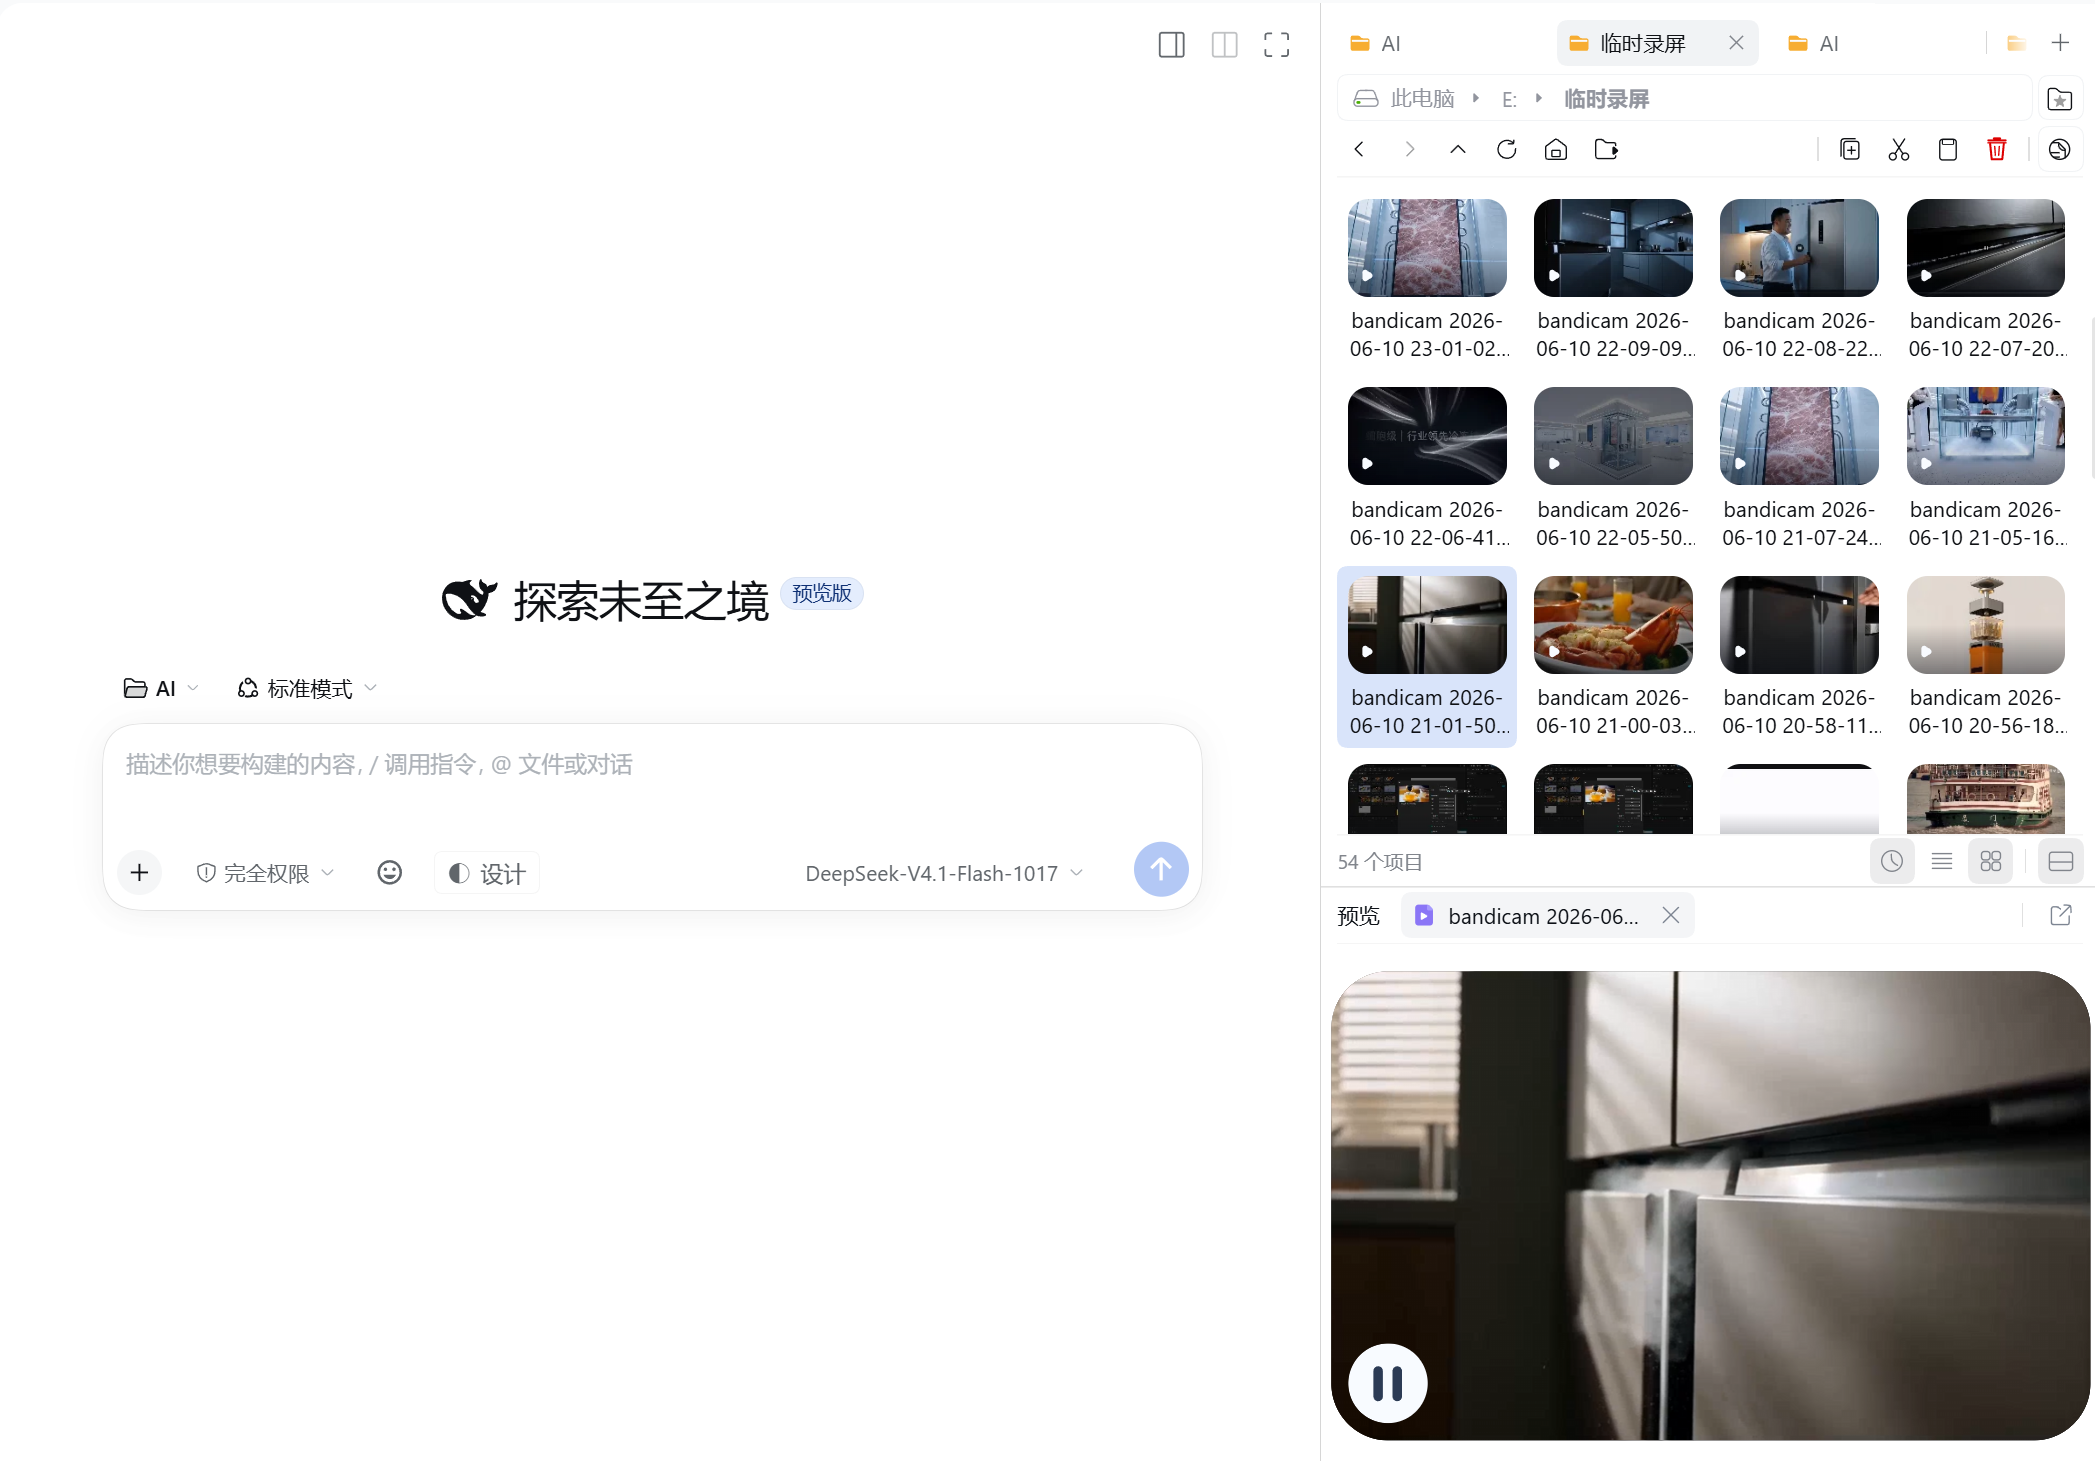 AI
临时录屏
AI
此电脑 E: 临时录屏
bandicam 2026-
06-10 23-01-02...
bandicam 2026-
06-10 22-09-09...
bandicam 2026-
06-10 22-08-22...
bandicam 2026-
06-10 22-07-20...
行业领先
bandicam 2026-
06-10 22-06-41...
bandicam 2026-
06-10 22-05-50...
bandicam 2026-
06-10 21-07-24...
bandicam 2026-
06-10 21-05-16...
bandicam 2026-
06-10 21-01-50...
bandicam 2026-
06-10 21-00-03...
bandicam 2026-
06-10 20-58-11...
bandicam 2026-
06-10 20-56-18...
54 个项目
预览 bandicam 2026-06...
探索未至之境 预览版
AI 标准模式
描述你想要构建的内容, / 调用指令, @ 文件或对话
完全权限 设计 DeepSeek-V4.1-Flash-1017